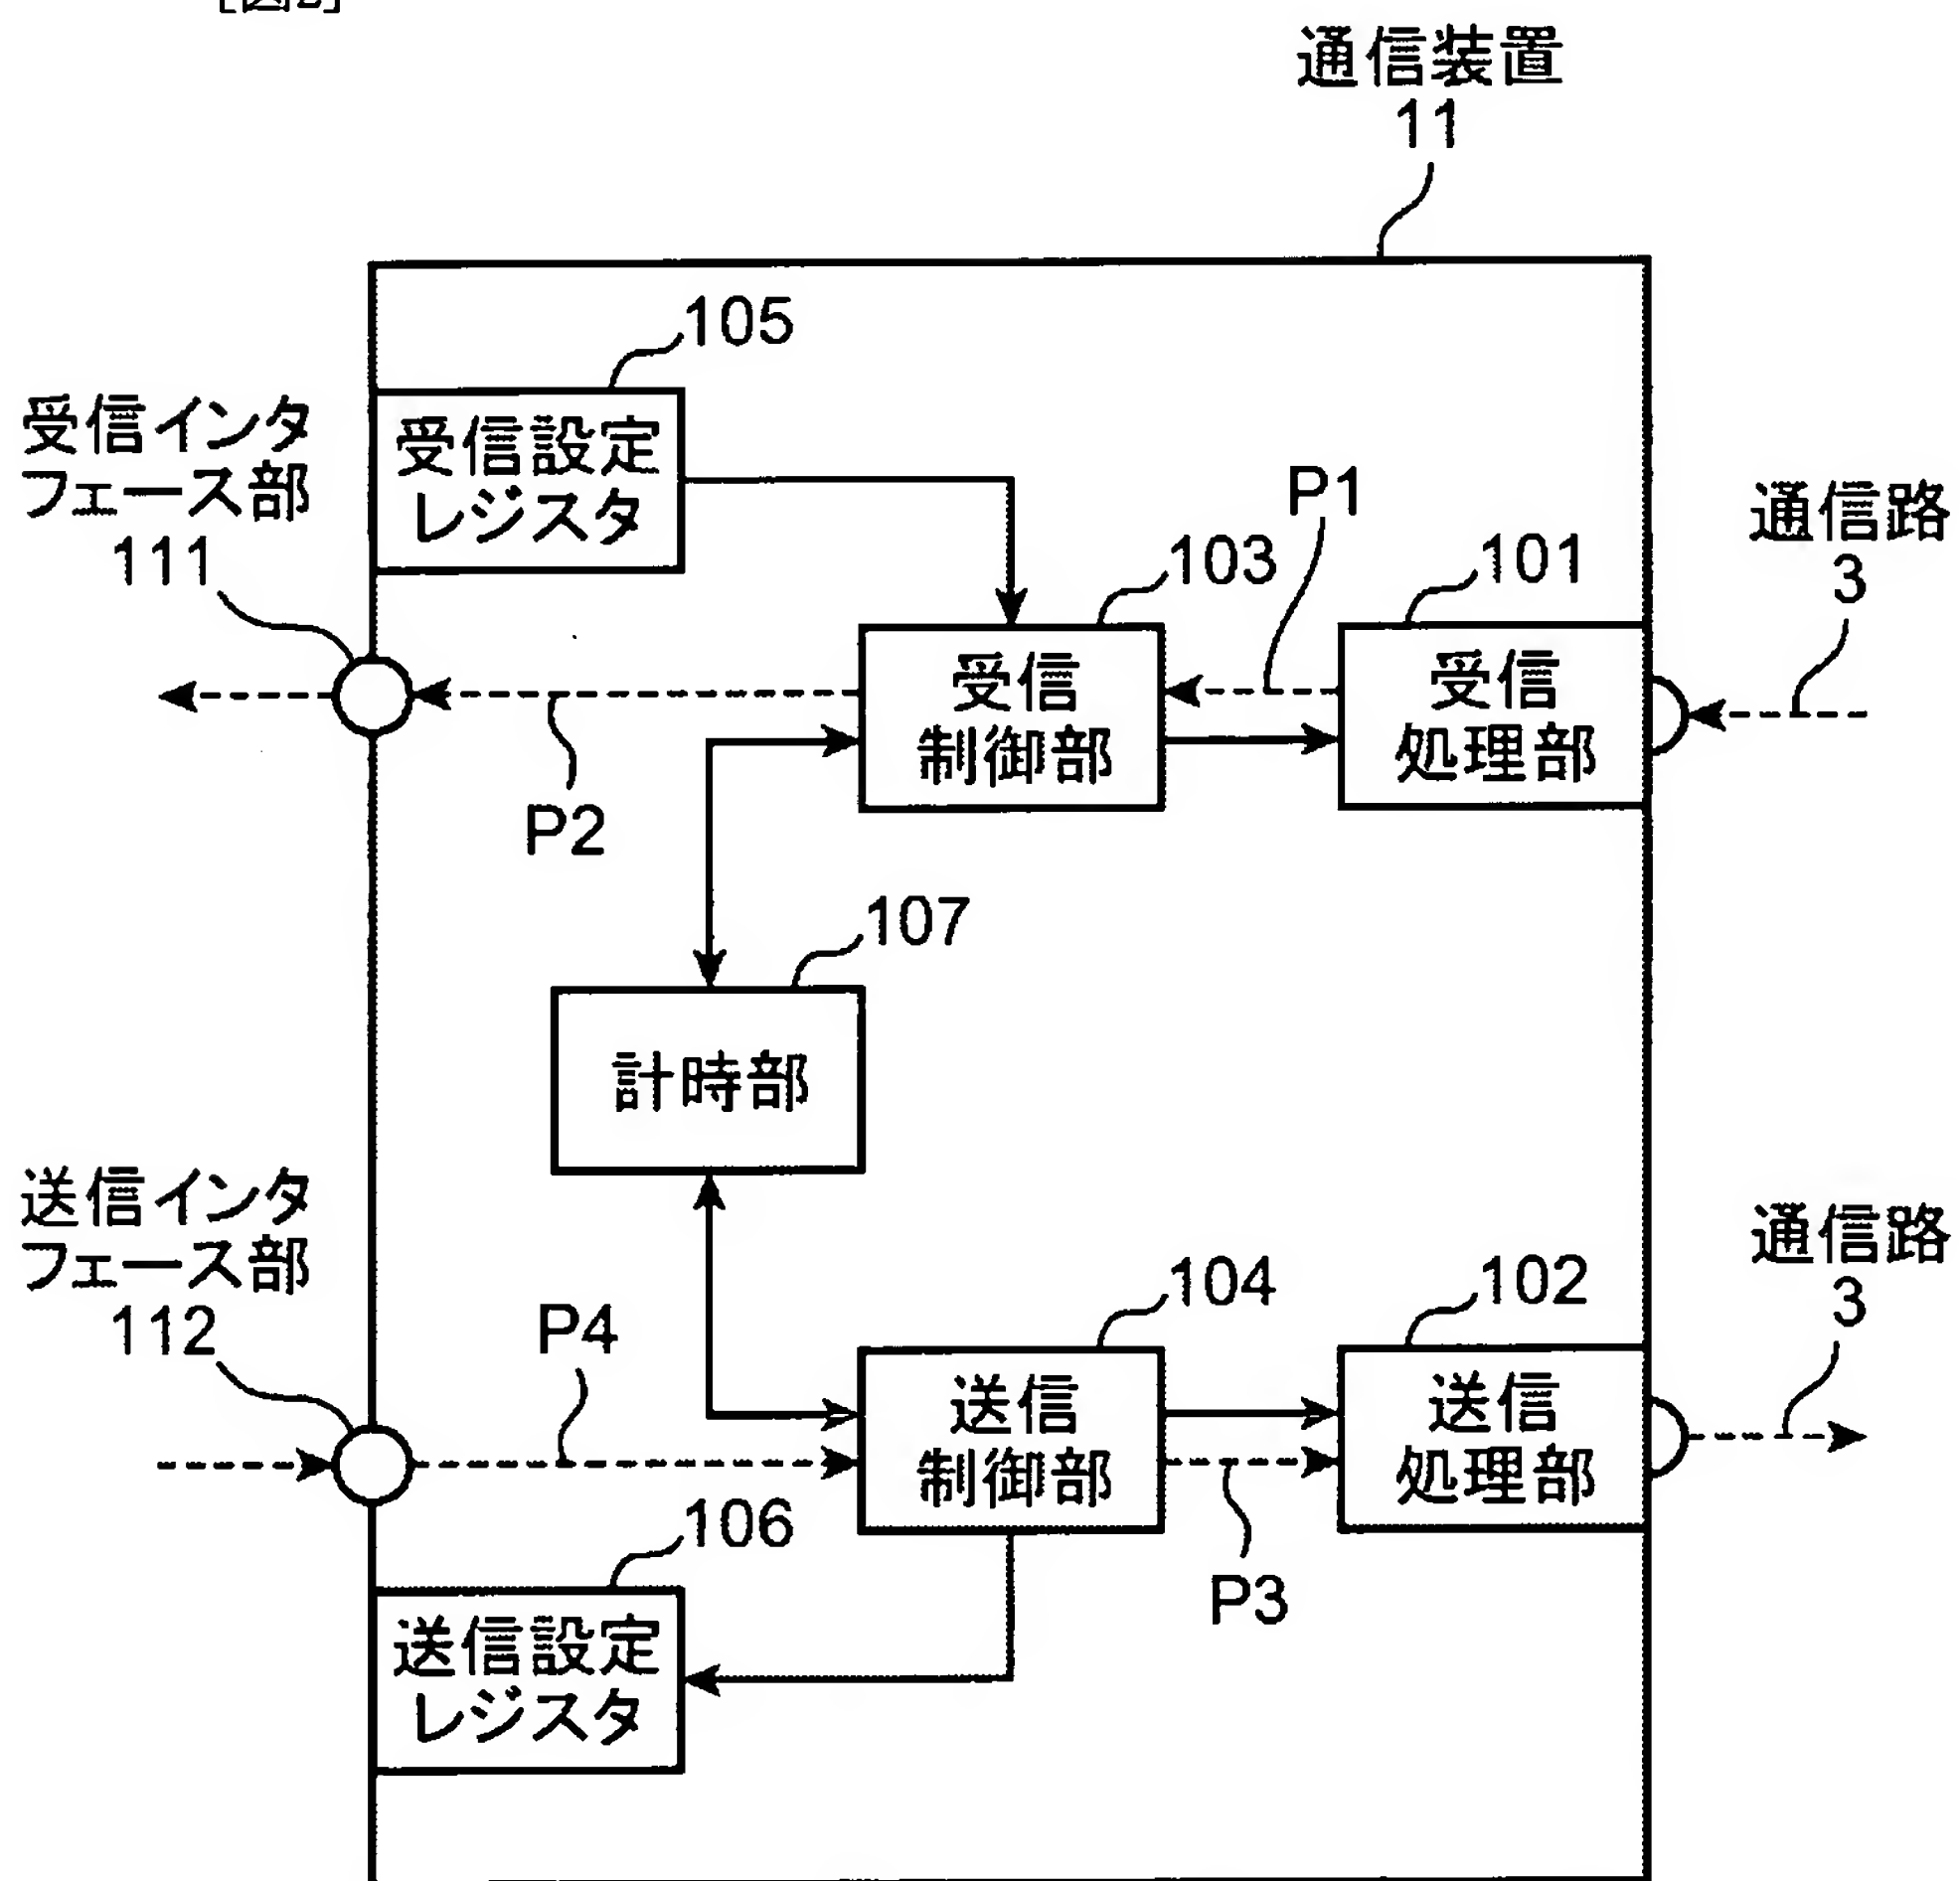 [図2]
通信装置
11
105
受信インタ
フェース部
111
受信設定
レジスタ
P1
通信路
3
103
101
受信
制御部
受信
処理部
P2
107
計時部
送信インタ
フェース部
112
P4
104
102
通信路
3
送信
制御部
送信
処理部
106
P3
送信設定
レジスタ